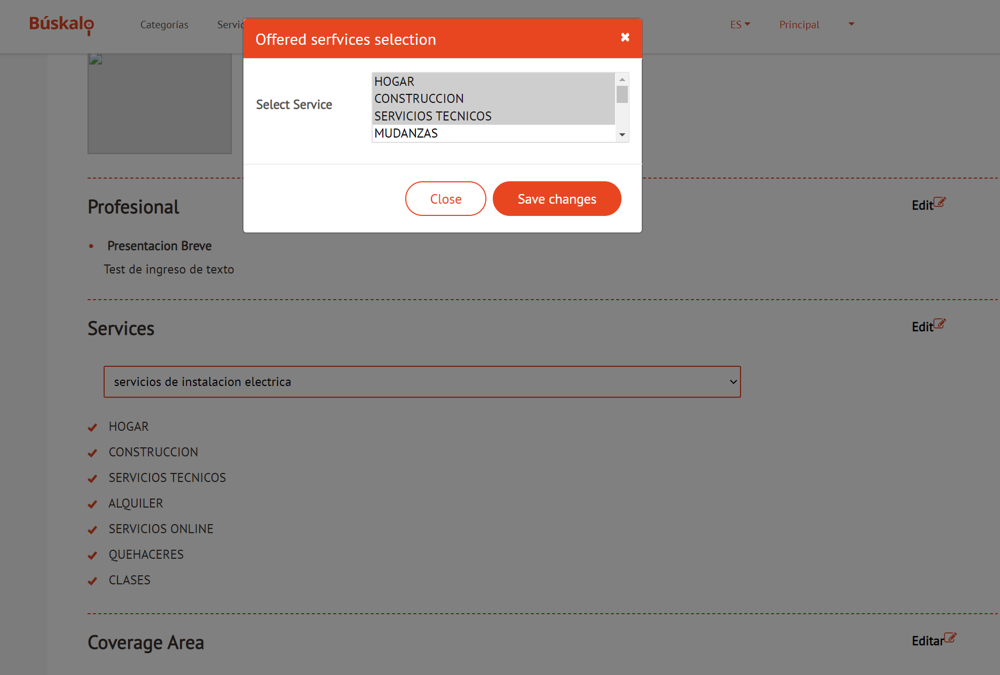 Búskalo
Categorías
ES
Principal
Offered serfvices selection
Select Service
HOGAR
CONSTRUCCION
SERVICIOS TECNICOS
MUDANZAS
Close
Save changes
Profesional
Edit
Presentacion Breve
Test de ingreso de texto
Services
Edit
servicios de instalacion electrica
HOGAR
CONSTRUCCION
SERVICIOS TECNICOS
ALQUILER
SERVICIOS ONLINE
QUEHACERES
CLASES
Coverage Area
Editar